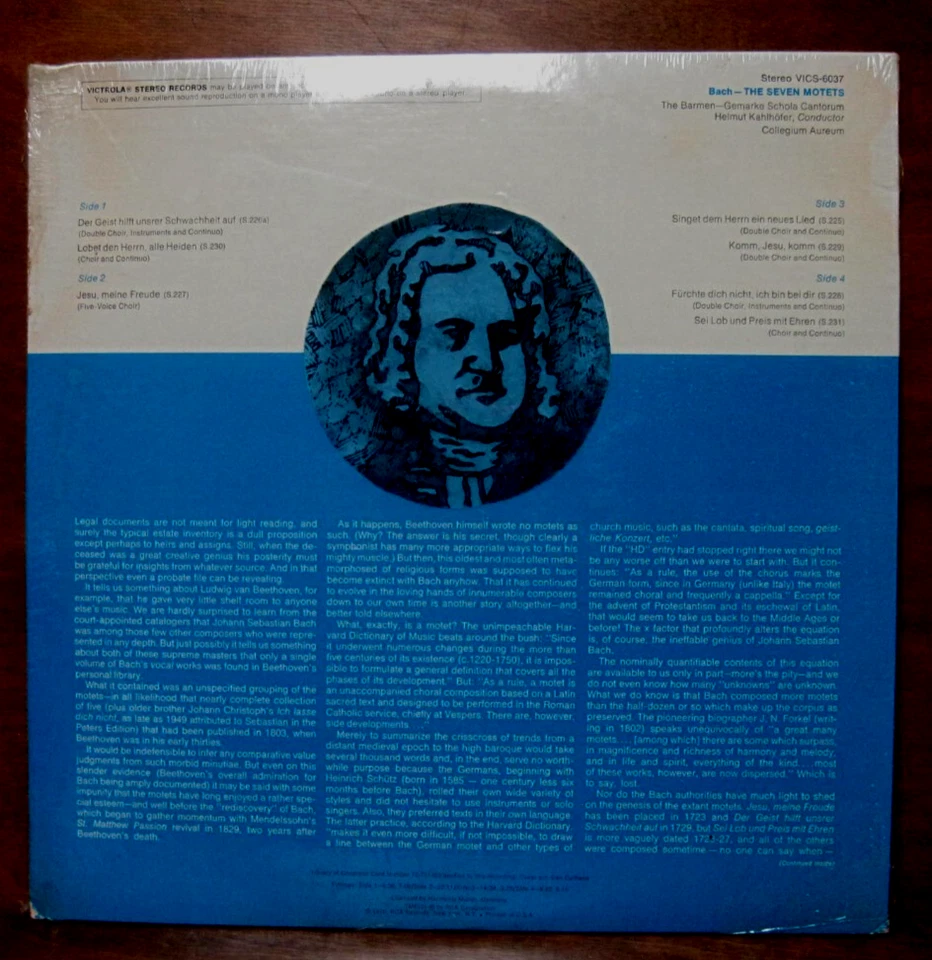 VICTROLA® STEREO RECORDS may be played on
You will hear excellent sound reproduction on a mono player on a stereo player.
Stereo VICS-6037
Bach—THE SEVEN MOTETS
The Barmen—Gemarke Schola Cantorum
Helmut Kahlhöfer, Conductor
Collegium Aureum
Side 1
Der Geist hilft unsrer Schwachheit auf
(Double Choir, Instruments and Continuo)
Lobet den Herrn, alle Heiden (S.230)
(Choir and Continuo)
Side 2
Jesu, meine Freude (S.227)
(Five-Voice Choir)
Side 3
Singet dem Herrn ein neues Lied (S.225)
(Double Choir and Continuo)
Komm, Jesu, komm (S.229)
(Double Choir and Continuo)
Side 4
Fürchte dich nicht, ich bin bei dir (S.228)
(Double Choir, Instruments and Continuo)
Sei Lob und Preis mit Ehren (S.231)
(Choir and Continuo)
Legal documents are not meant for light reading, and
surely the typical estate inventory is a dull proposition
except perhaps to heirs and assigns. Still, when the de-
ceased was a great creative genius his posterity must
be grateful for insights from whatever source. And in that
perspective even a probate file can be revealing.
It tells us something about Ludwig van Beethoven, for
example, that he gave very little shelf room to anyone
else's music. We are hardly surprised to learn from the
court-appointed catalogers that Johann Sebastian Bach
was among those few other composers who were repre-
sented in any depth. But just possibly it tells us something
about both of these supreme masters that only a single
volume of Bach's vocal works was found in Beethoven's
personal library.
What it contained was an unspecified grouping of the
motets—in all likelihood that nearly complete collection
of five (plus older brother Johann Christoph's Ich lasse
dich nicht, as late as 1949 attributed to Sebastian in the
Peters Edition) that had been published in 1803, when
Beethoven was in his early thirties.
It would be indefensible to infer any comparative value
judgments from such morbid minutiae. But even on this
slender evidence (Beethoven's overall admiration for
Bach being amply documented) it may be said with some
impunity that the motets have long enjoyed a rather spe-
cial esteem—and well before the "rediscovery" of Bach,
which began to gather momentum with Mendelssohn's
St. Matthew Passion revival in 1829, two years after
Beethoven's death.
As it happens, Beethoven himself wrote no motets as
such. (Why? The answer is his secret, though clearly a
symphonist has many more appropriate ways to flex his
mighty muscle.) But then, this oldest and most often meta-
morphosed of religious forms was supposed to have
become extinct with Bach anyhow. That it has continued
to evolve in the loving hands of innumerable composers
down to our own time is another story altogether—and
better told elsewhere.
What, exactly, is a motet? The unimpeachable Har-
vard Dictionary of Music beats around the bush: "Since
it underwent numerous changes during the more than
five centuries of its existence (c.1220-1750), it is impos-
sible to formulate a general definition that covers all the
phases of its development." But: "As a rule, a motet is
an unaccompanied choral composition based on a Latin
sacred text and designed to be performed in the Roman
Catholic service, chiefly at Vespers. There are, however,
side developments. . . ."
Merely to summarize the crisscross of trends from a
distant medieval epoch to the high baroque would take
several thousand words and, in the end, serve no worth-
while purpose because the Germans, beginning with
Heinrich Schütz (born in 1585 — one century less six
months before Bach), rolled their own wide variety of
styles and did not hesitate to use instruments or solo
singers. Also, they preferred texts in their own language.
The latter practice, according to the Harvard Dictionary,
"makes it even more difficult, if not impossible, to draw
a line between the German motet and other types of
church music, such as the cantata, spiritual song, geist-
liche Konzert, etc."
If the "HD" entry had stopped right there we might not
be any worse off than we were to start with. But it con-
tinues: "As a rule, the use of the chorus marks the
German form, since in Germany (unlike Italy) the motet
remained choral and frequently a cappella." Except for
the advent of Protestantism and its eschewal of Latin,
that would seem to take us back to the Middle Ages or
before! The x factor that profoundly alters the equation
is, of course, the ineffable genius of Johann Sebastian
Bach.
The nominally quantifiable contents of this equation
are available to us only in part—more's the pity—and we
do not even know how many "unknowns" are unknown.
What we do know is that Bach composed more motets
than the half-dozen or so which make up the corpus as
preserved. The pioneering biographer J. N. Forkel (writ-
ing in 1802) speaks unequivocally of "a great many
motets . . . [among which] there are some which surpass,
in magnificence and richness of harmony and melody,
and in life and spirit, everything of the kind. . . . most
of these works, however, are now dispersed." Which is
to say, lost.
Nor do the Bach authorities have much light to shed
on the genesis of the extant motets. Jesu, meine Freude
has been placed in 1723 and Der Geist hilft unsrer
Schwachheit auf in 1729, but Sei Lob und Preis mit Ehren
is more vaguely dated 1723-27, and all of the others
were composed sometime — no one can say when —
(Continued inside)